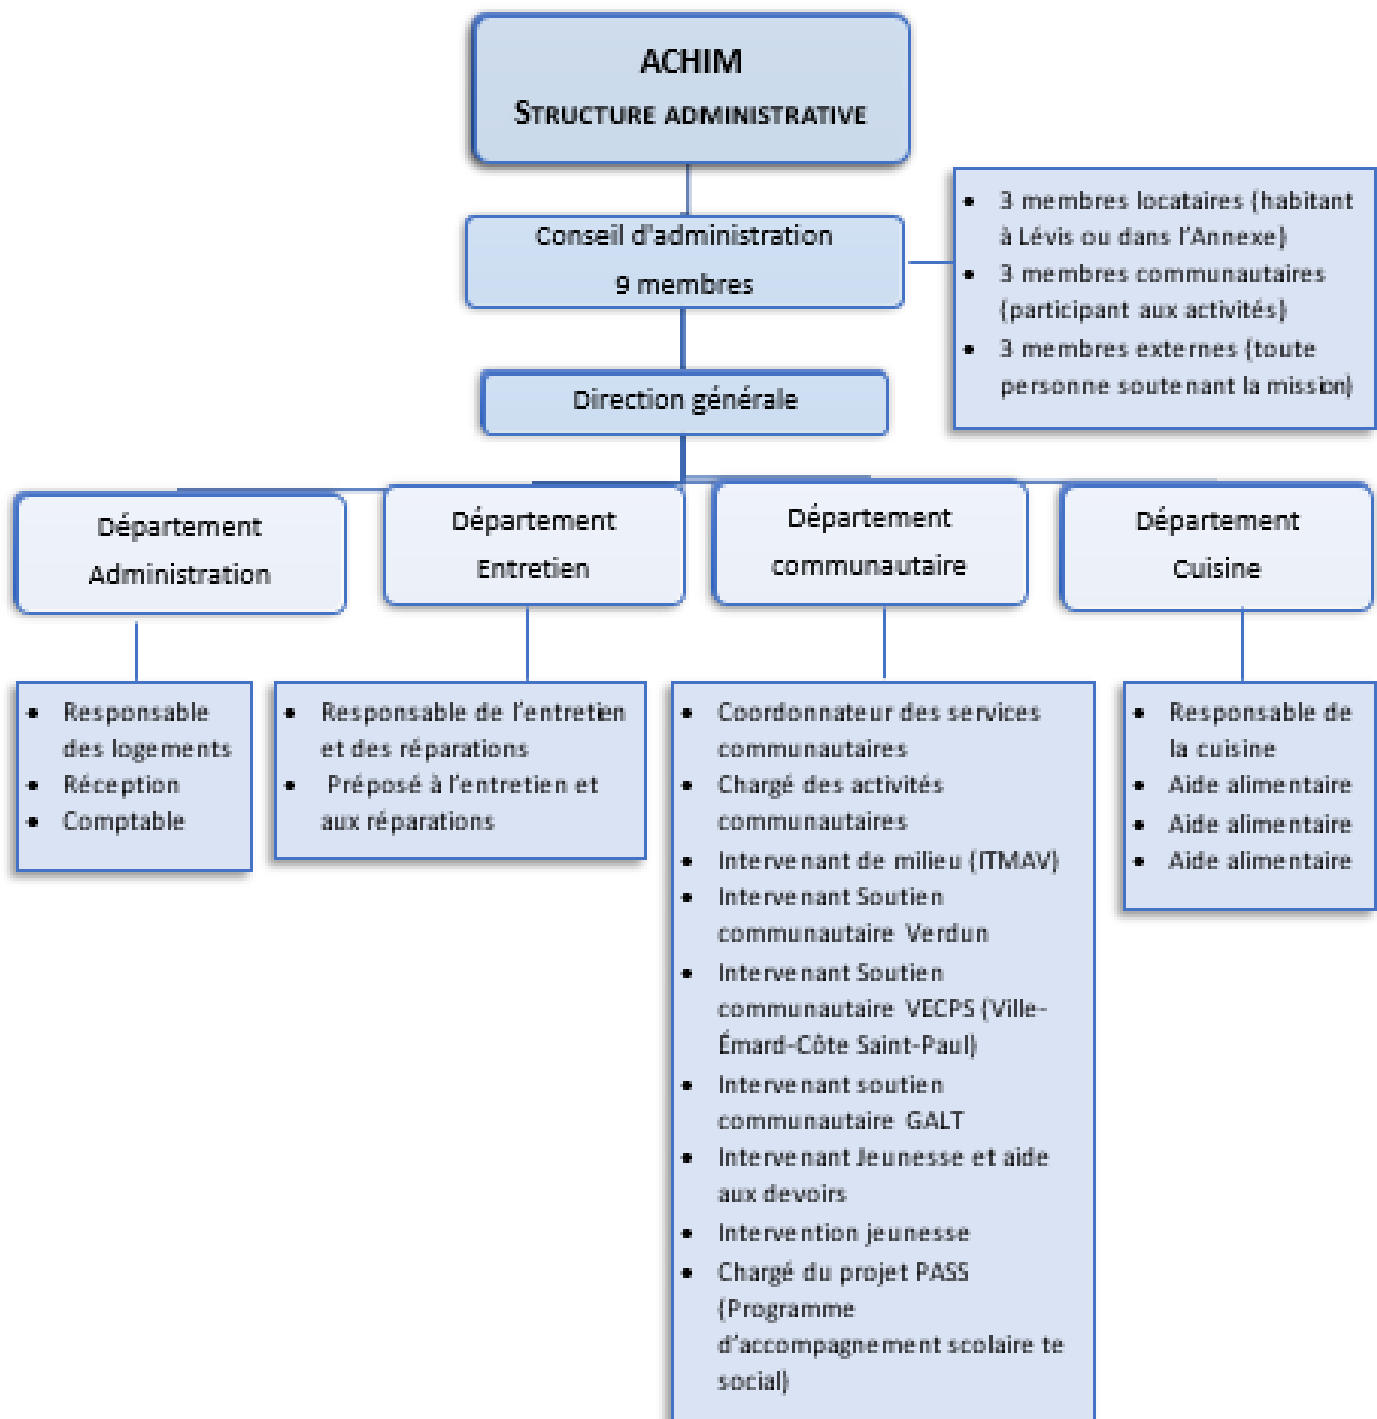 ACHIM
STRUCTURE ADMINISTRATIVE
Conseil d'administration
9 membres
• 3 membres locataires (habitant
à Lévis ou dans l'Annexe)
• 3 membres communautaires
(participant aux activités)
• 3 membres externes (toute
personne soutenant la mission)
Direction générale
Département
Administration
Département
Entretien
Département
communautaire
Département
Cuisine
• Responsable
des logements
• Réception
• Comptable
• Responsable de l'entretien
et des réparations
• Préposé à l'entretien et
aux réparations
• Coordonnateur des services
communautaires
• Chargé des activités
communautaires
• Intervenant de milieu (ITMAV)
• Intervenant Soutien
communautaire Verdun
• Intervenant Soutien
communautaire VECPS (Ville-
Émard-Côte Saint-Paul)
• Intervenant soutien
communautaire GALT
• Intervenant Jeunesse et aide
aux devoirs
• Intervention jeunesse
• Chargé du projet PASS
(Programme
d'accompagnement scolaire te
social)
• Responsable de
la cuisine
• Aide alimentaire
• Aide alimentaire
• Aide alimentaire